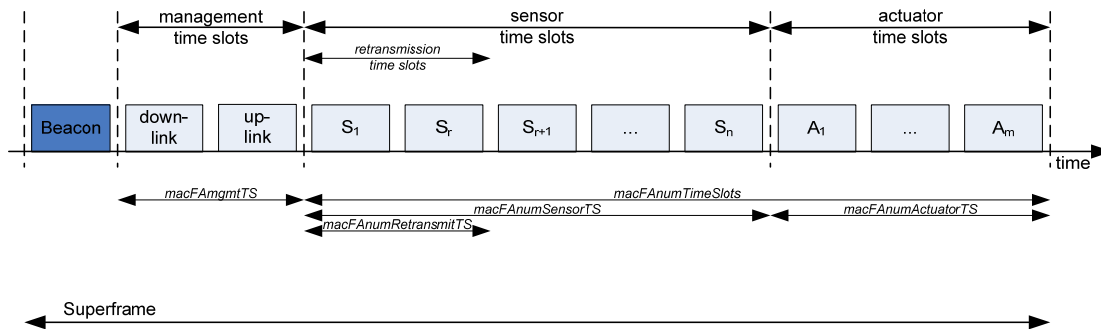 management
time slots
sensor
time slots
actuator
time slots
retransmission
time slots
Beacon
down-
link
up-
link
S1
Sr
Sr+1
...
Sn
A1
...
Am
time
macFAmgmtTS
macFAnumTimeSlots
macFAnumSensorTS
macFAnumActuatorTS
macFAnumRetransmitTS
Superframe